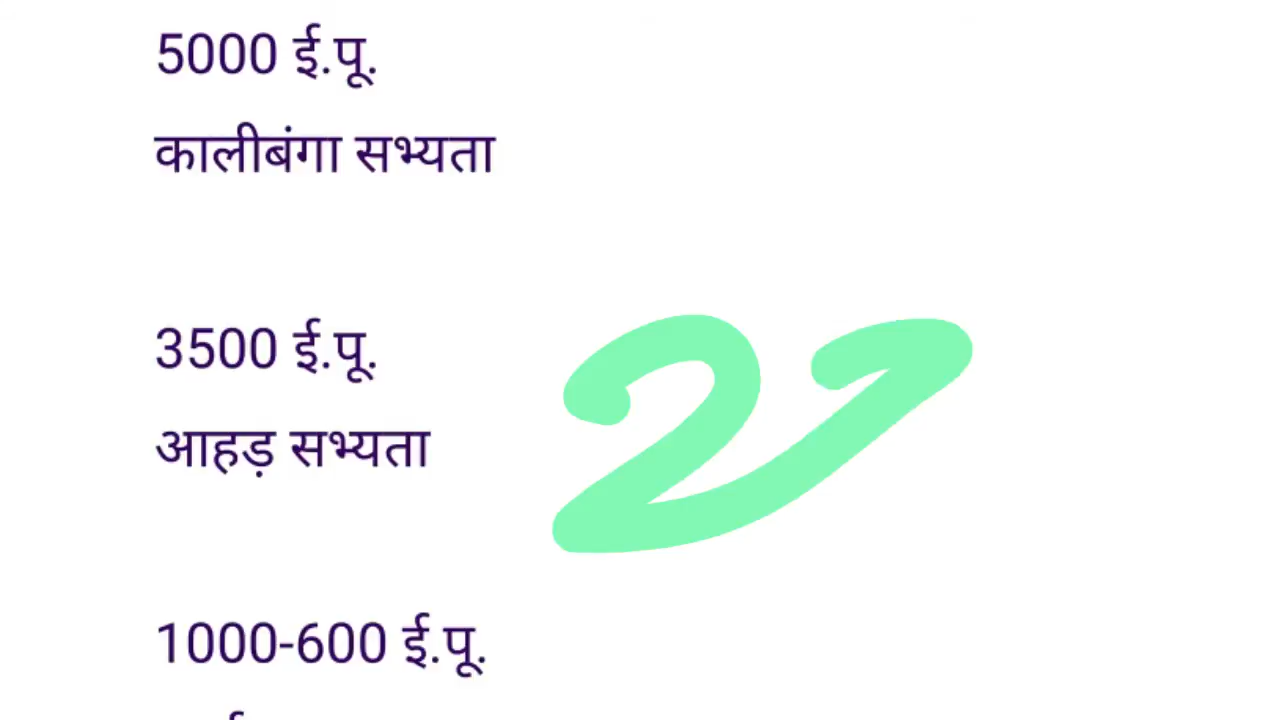 5000 ई.पू.
कालीबंगा सभ्यता
3500 ई.पू.
आहड़ सभ्यता
1000-600 ई.पू.